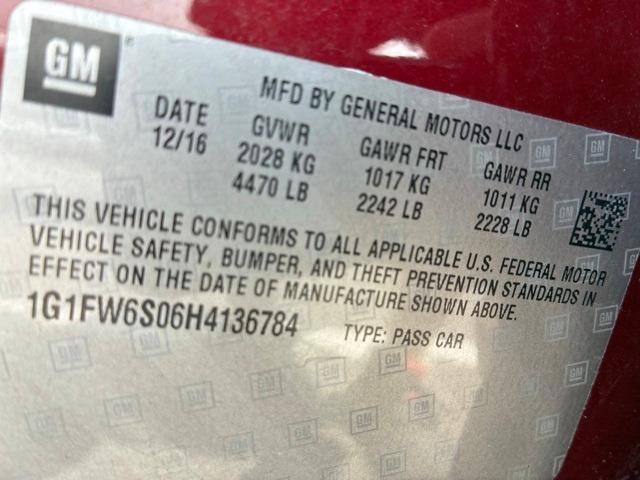 GM
MFD BY GENERAL MOTORS LLC
DATE GVWR GAWR FRT GAWR RR
12/16 2028 KG 1017 KG 1011 KG
4470 LB 2242 LB 2228 LB
THIS VEHICLE CONFORMS TO ALL APPLICABLE U.S. FEDERAL MOTOR
VEHICLE SAFETY, BUMPER, AND THEFT PREVENTION STANDARDS IN
EFFECT ON THE DATE OF MANUFACTURE SHOWN ABOVE.
1G1FW6S06H4136784 TYPE: PASS CAR